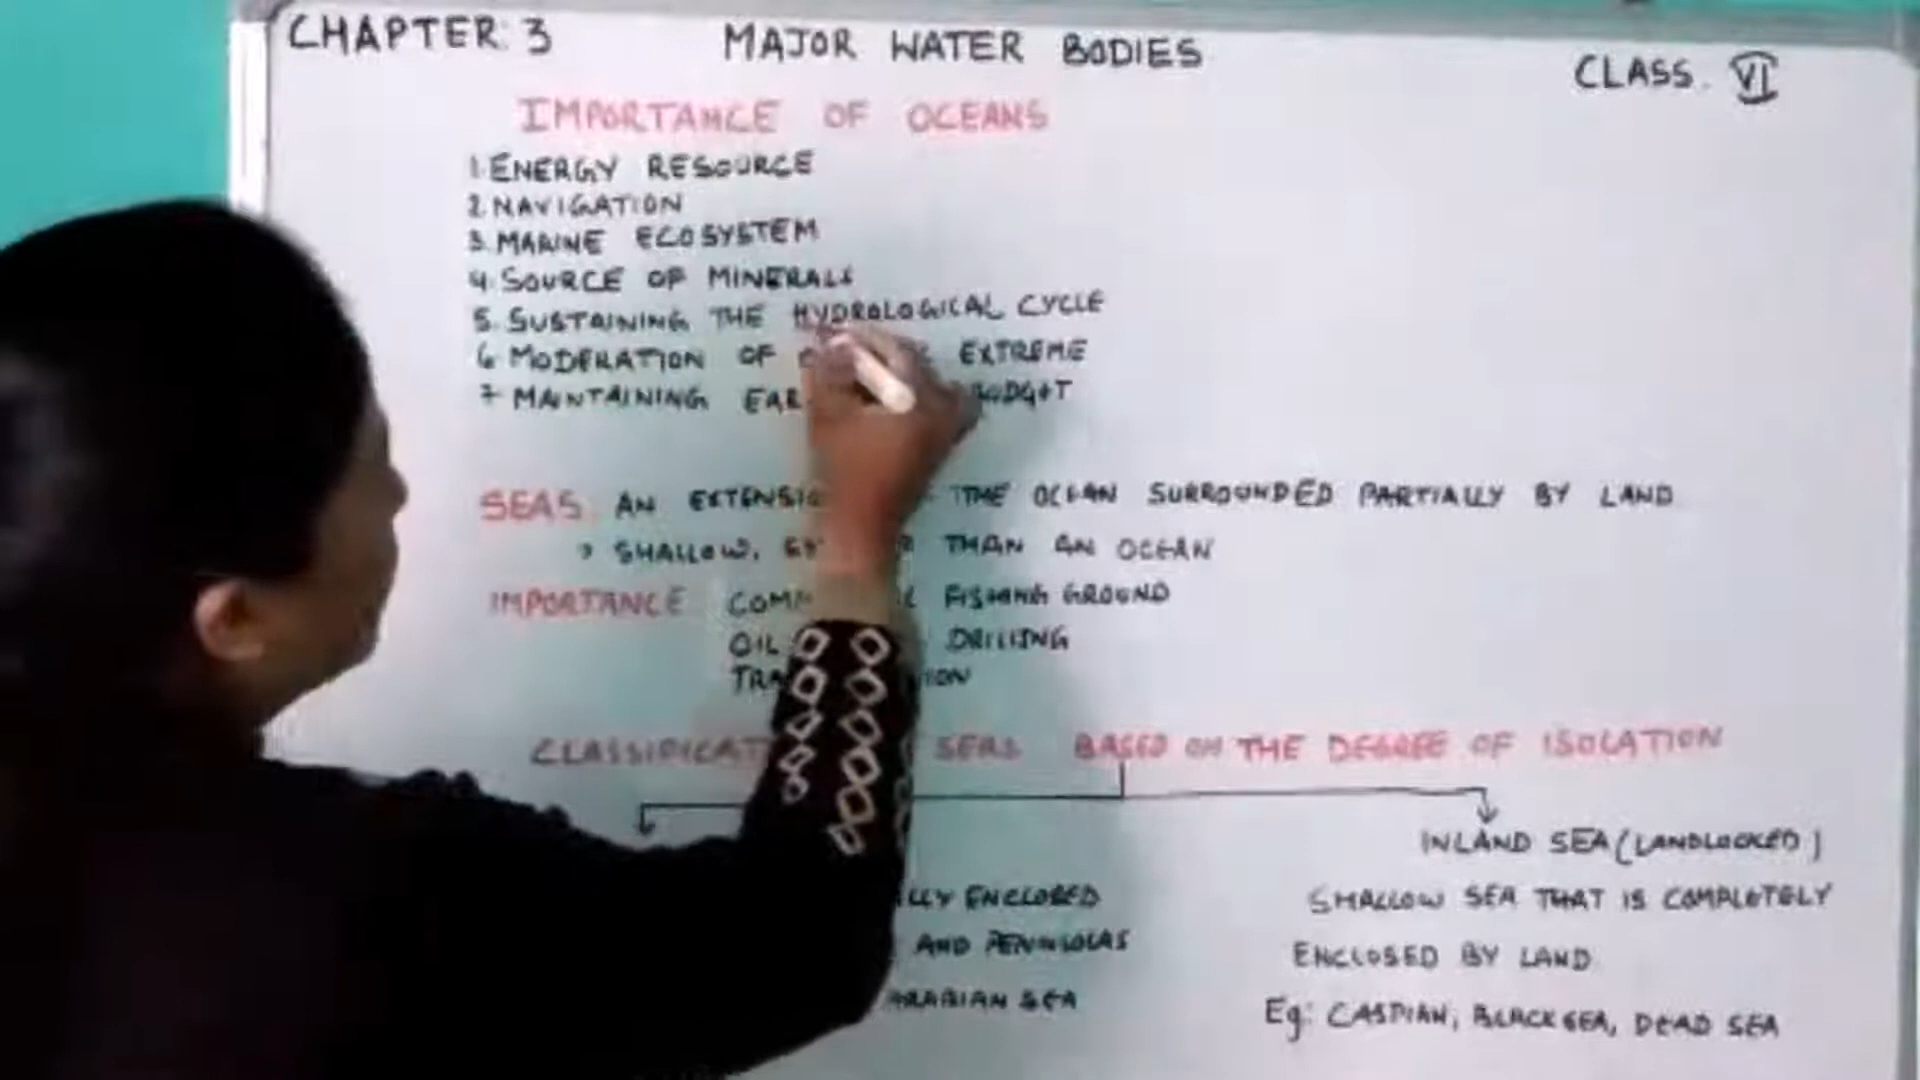 CHAPTER: 3 MAJOR WATER BODIES CLASS. VI
IMPORTANCE OF OCEANS
1. ENERGY RESOURCE
2. NAVIGATION
3. MARINE ECOSYSTEM
4. SOURCE OF MINERALS
5. SUSTAINING THE HYDROLOGICAL CYCLE
6. MODERATION OF EXTREME
7. MAINTAINING BUDGET
SEAS: AN THE OCEAN SURROUNDED PARTIALLY BY LAND
SHALLOW, THAN AN OCEAN
IMPORTANCE FISHING GROUND
OIL DRILLING
CLASSIFICAT SEAS BASED ON THE DEGREE OF ISOLATION
INLAND SEA (LANDLOCKED)
LLY ENCLOSED SHALLOW SEA THAT IS COMPLETELY
AND PENINSULAS ENCLOSED BY LAND
ARABIAN SEA Eg: CASPIAN, BLACK SEA, DEAD SEA